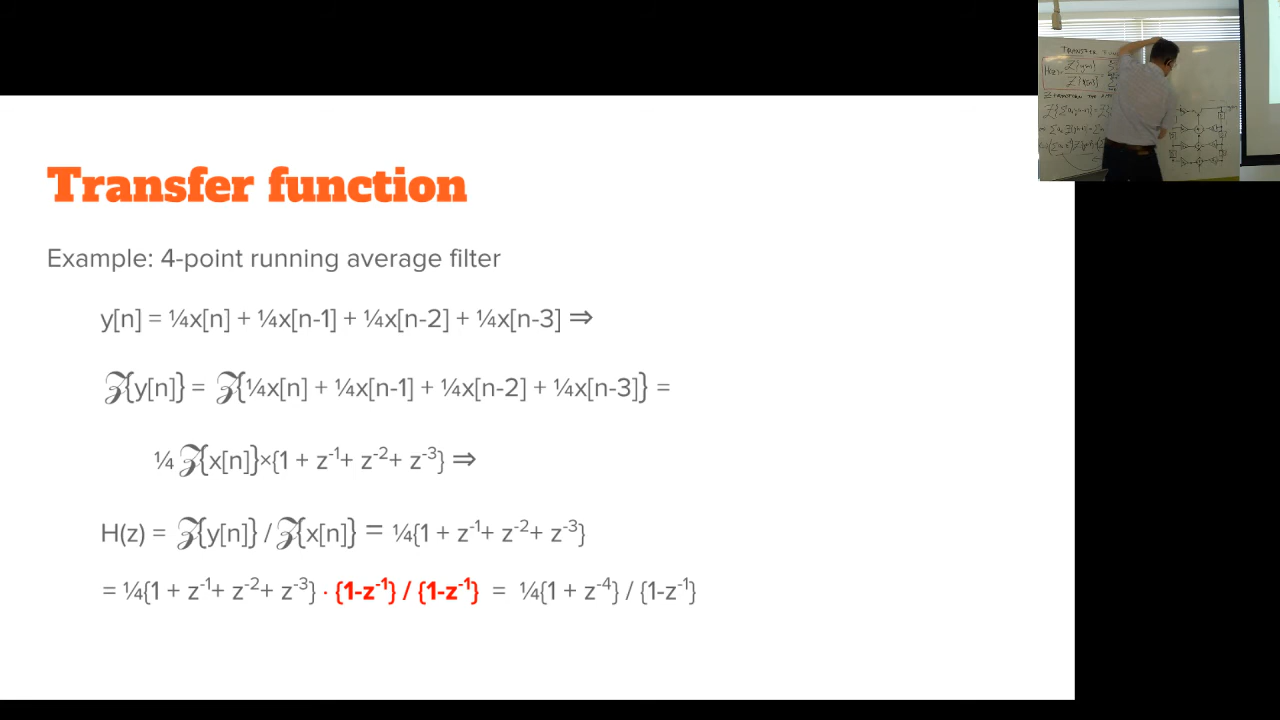 Transfer function
Example: 4-point running average filter
y[n] = ¼x[n] + ¼x[n-1] + ¼x[n-2] + ¼x[n-3] ⇒
𝒵{y[n]} = 𝒵{¼x[n] + ¼x[n-1] + ¼x[n-2] + ¼x[n-3]} =
¼ 𝒵{x[n]}×{1 + z⁻¹+ z⁻²+ z⁻³} ⇒
H(z) = 𝒵{y[n]} / 𝒵{x[n]} = ¼{1 + z⁻¹+ z⁻²+ z⁻³}
= ¼{1 + z⁻¹+ z⁻²+ z⁻³} · {1-z⁻¹} / {1-z⁻¹} = ¼{1 + z⁻⁴} / {1-z⁻¹}
TRANSFER